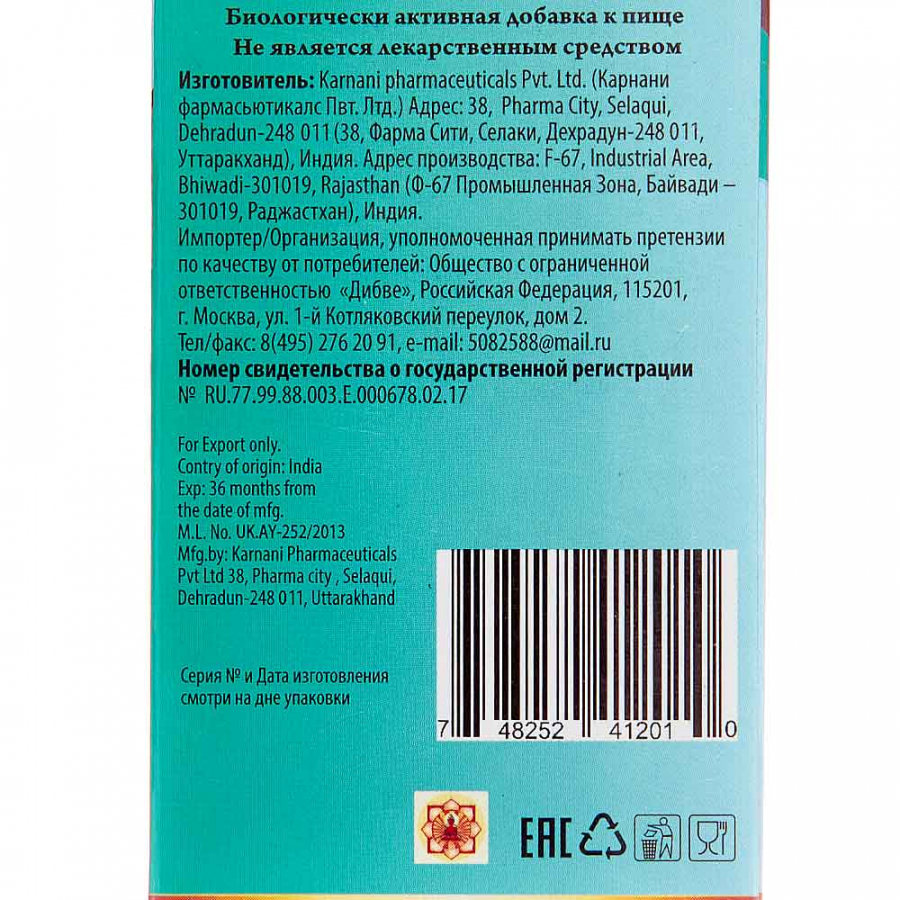 Биологически активная добавка к пище
Не является лекарственным средством
Изготовитель: Karnani pharmaceuticals Pvt. Ltd. (Карнани
фармасьютикалс Пвт. Лтд.) Адрес: 38, Pharma City, Selaqui,
Dehradun-248 011 (38, Фарма Сити, Селаки, Дехрадун-248 011,
Уттаракханд), Индия. Адрес производства: F-67, Industrial Area,
Bhiwadi-301019, Rajasthan (Ф-67 Промышленная Зона, Байвади –
301019, Раджастхан), Индия.
Импортер/Организация, уполномоченная принимать претензии
по качеству от потребителей: Общество с ограниченной
ответственностью «Дибве», Российская Федерация, 115201,
г. Москва, ул. 1-й Котляковский переулок, дом 2.
Тел/факс: 8(495) 276 20 91, e-mail: 5082588@mail.ru
Номер свидетельства о государственной регистрации
№ RU.77.99.88.003.E.000678.02.17
For Export only.
Contry of origin: India
Exp: 36 months from
the date of mfg.
M.L. No. UK.AY-252/2013
Mfg.by: Karnani Pharmaceuticals
Pvt Ltd 38, Pharma city , Selaqui,
Dehradun-248 011, Uttarakhand
Серия № и Дата изготовления
смотри на дне упаковки
7 48252 41201 0
EAC